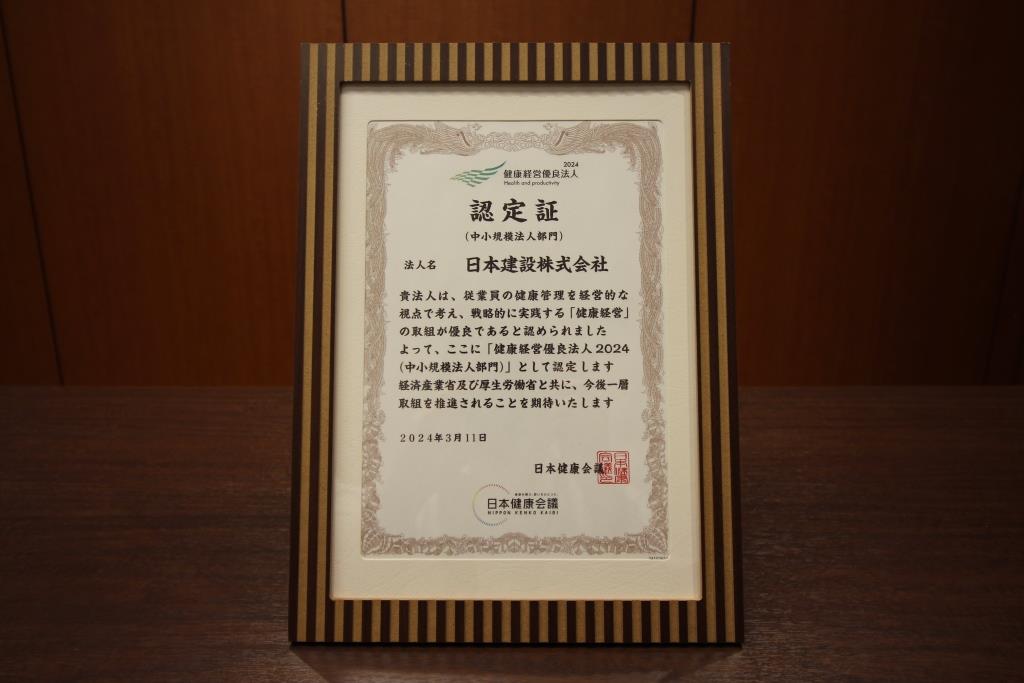 2024
健康経営優良法人
Health and productivity
認定証
(中小規模法人部門)
法人名 日本建設株式会社
貴法人は、従業員の健康管理を経営的な
視点で考え、戦略的に実践する「健康経営」
の取組が優良であると認められました
よって、ここに「健康経営優良法人2024
(中小規模法人部門)」として認定します
経済産業省及び厚生労働省と共に、今後一層
取組を推進されることを期待いたします
2024年3月11日
日本健康会議
日本健康会議
NIPPON KENKO KAIGI